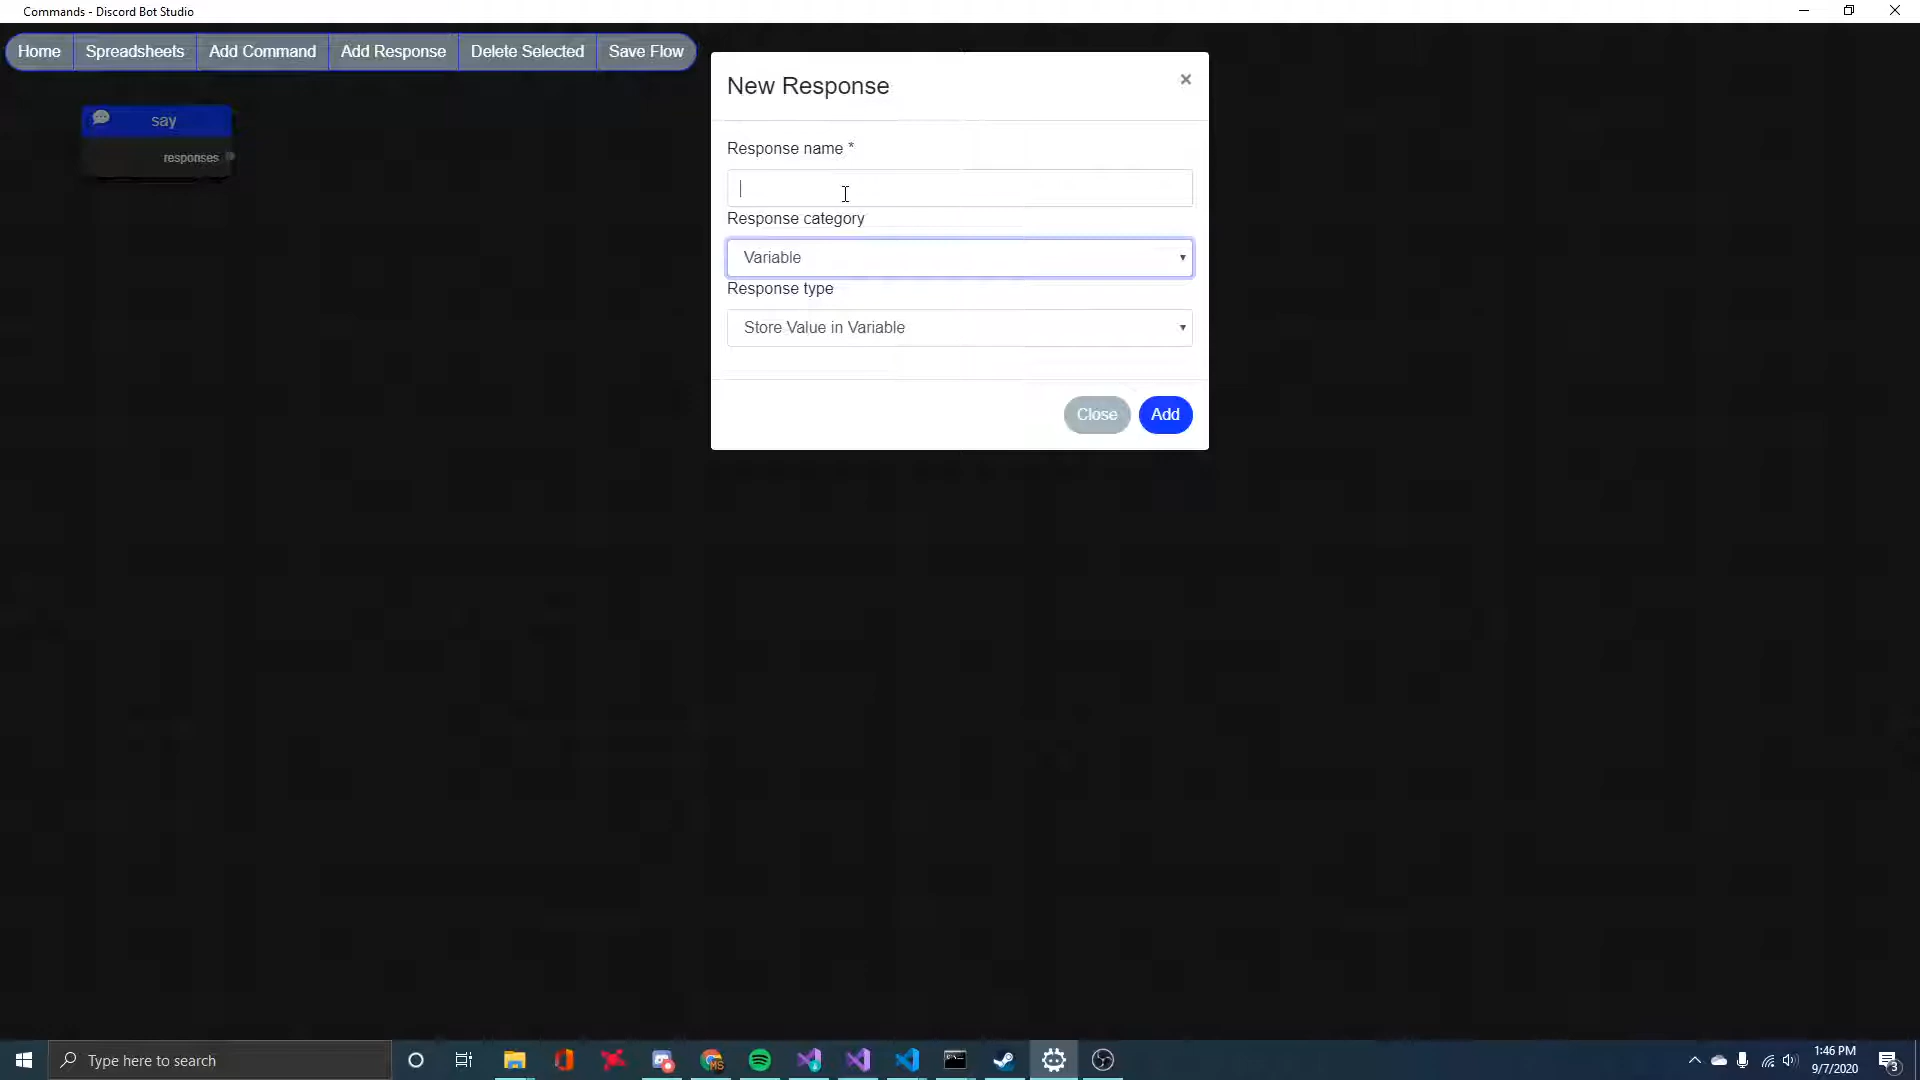 Commands - Discord Bot Studio
Home Spreadsheets Add Command Add Response Delete Selected Save Flow
say
responses
New Response
×
Response name *
Response category
Variable
Response type
Store Value in Variable
Close Add
Type here to search
MS
1:46 PM
9/7/2020
3